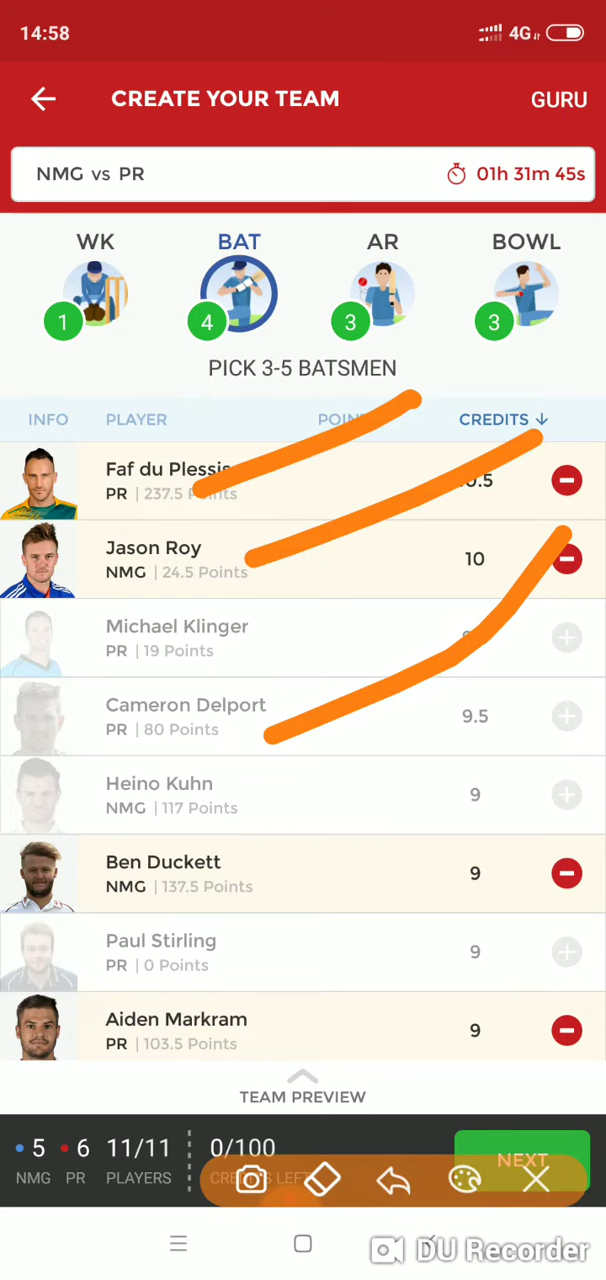 14:58
4G
CREATE YOUR TEAM
GURU
NMG vs PR
01h 31m 45s
WK
BAT
AR
BOWL
1
4
3
3
PICK 3-5 BATSMEN
INFO
PLAYER
CREDITS ↓
Faf du Plessis
PR | 237.5
Jason Roy
NMG | 24.5 Points
10
Michael Klinger
PR | 19 Points
Cameron Delport
PR | 80 Points
9.5
Heino Kuhn
NMG | 117 Points
9
Ben Duckett
NMG | 137.5 Points
9
Paul Stirling
PR | 0 Points
9
Aiden Markram
PR | 103.5 Points
9
TEAM PREVIEW
5
6
11/11
0/100
NMG
PR
PLAYERS
NEXT
DU Recorder